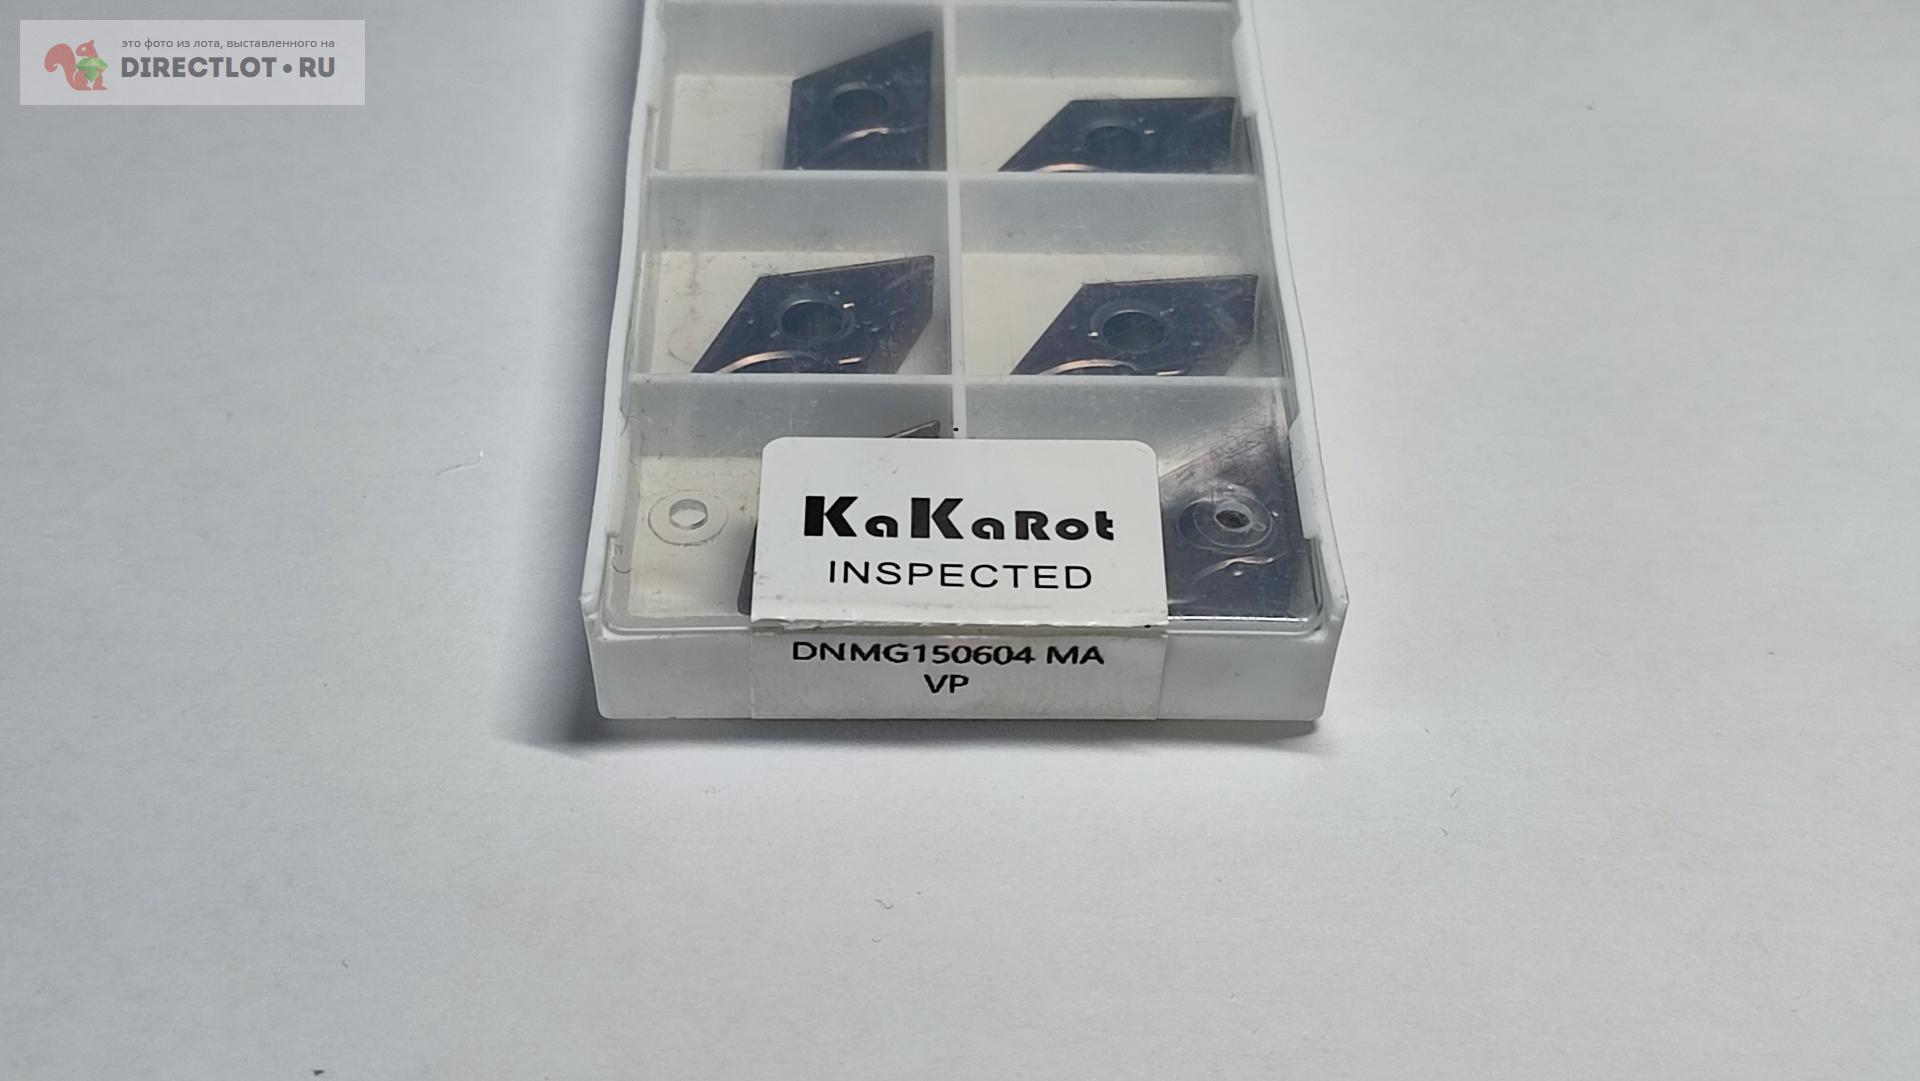 это фото из лота, выставленного на
DIRECTLOT•RU
KaKaRot
INSPECTED
DNMG150604 MA
VP